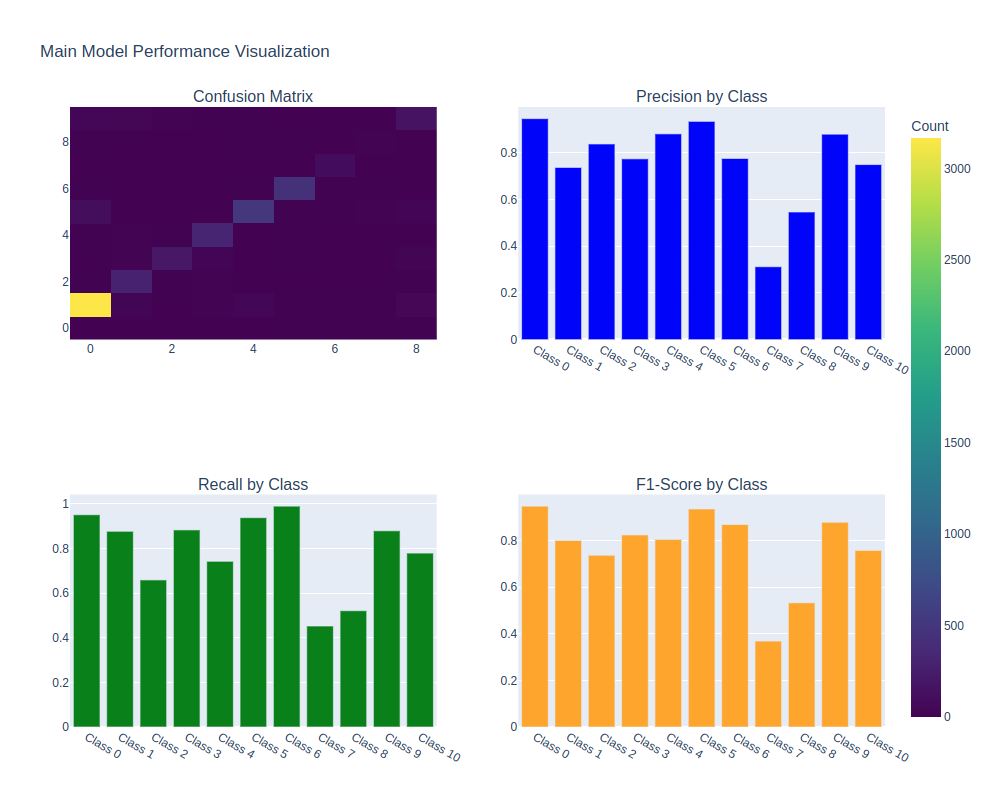 Main Model Performance Visualization
Confusion Matrix
8
6
4
2
0
0 2 4 6 8
Precision by Class
0.8
0.6
0.4
0.2
0
Class 0 Class 1 Class 2 Class 3 Class 4 Class 5 Class 6 Class 7 Class 8 Class 9 Class 10
Count
3000
2500
2000
1500
1000
500
0
Recall by Class
1
0.8
0.6
0.4
0.2
0
Class 0 Class 1 Class 2 Class 3 Class 4 Class 5 Class 6 Class 7 Class 8 Class 9 Class 10
F1-Score by Class
0.8
0.6
0.4
0.2
0
Class 0 Class 1 Class 2 Class 3 Class 4 Class 5 Class 6 Class 7 Class 8 Class 9 Class 10